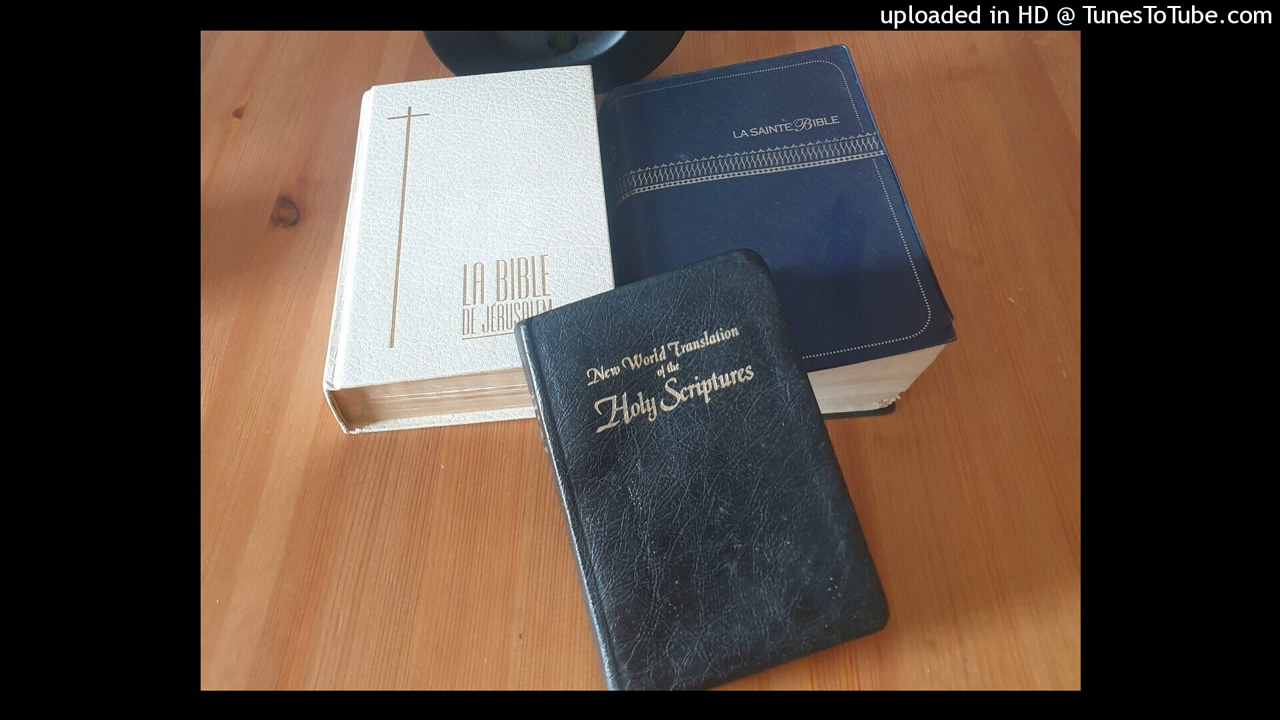 uploaded in HD @ TunesToTube.com
LA BIBLE
DE JÉRUSALEM
LA SAINTE BIBLE
New World Translation
of the
Holy Scriptures